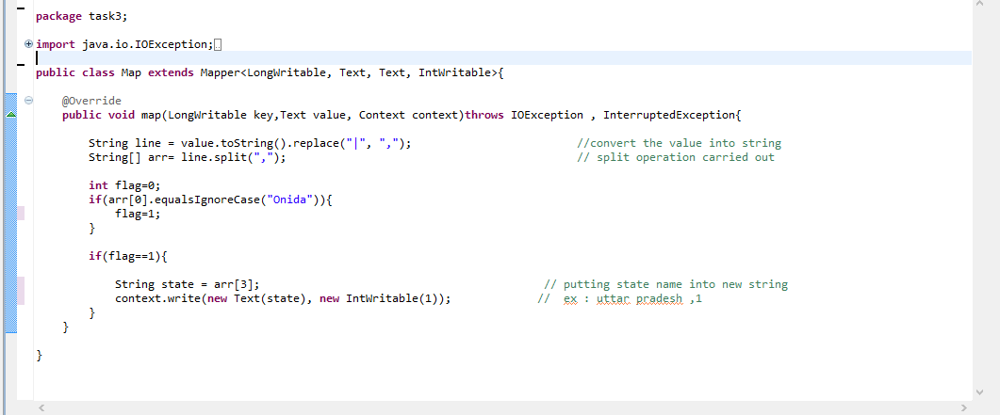 package task3;
import java.io.IOException;
public class Map extends Mapper<LongWritable, Text, Text, IntWritable>{
@Override
public void map(LongWritable key,Text value, Context context)throws IOException , InterruptedException{
String line = value.toString().replace("|", ","); //convert the value into string
String[] arr= line.split(","); // split operation carried out
int flag=0;
if(arr[0].equalsIgnoreCase("Onida")){
flag=1;
}
if(flag==1){
String state = arr[3]; // putting state name into new string
context.write(new Text(state), new IntWritable(1)); // ex : uttar pradesh ,1
}
}
}